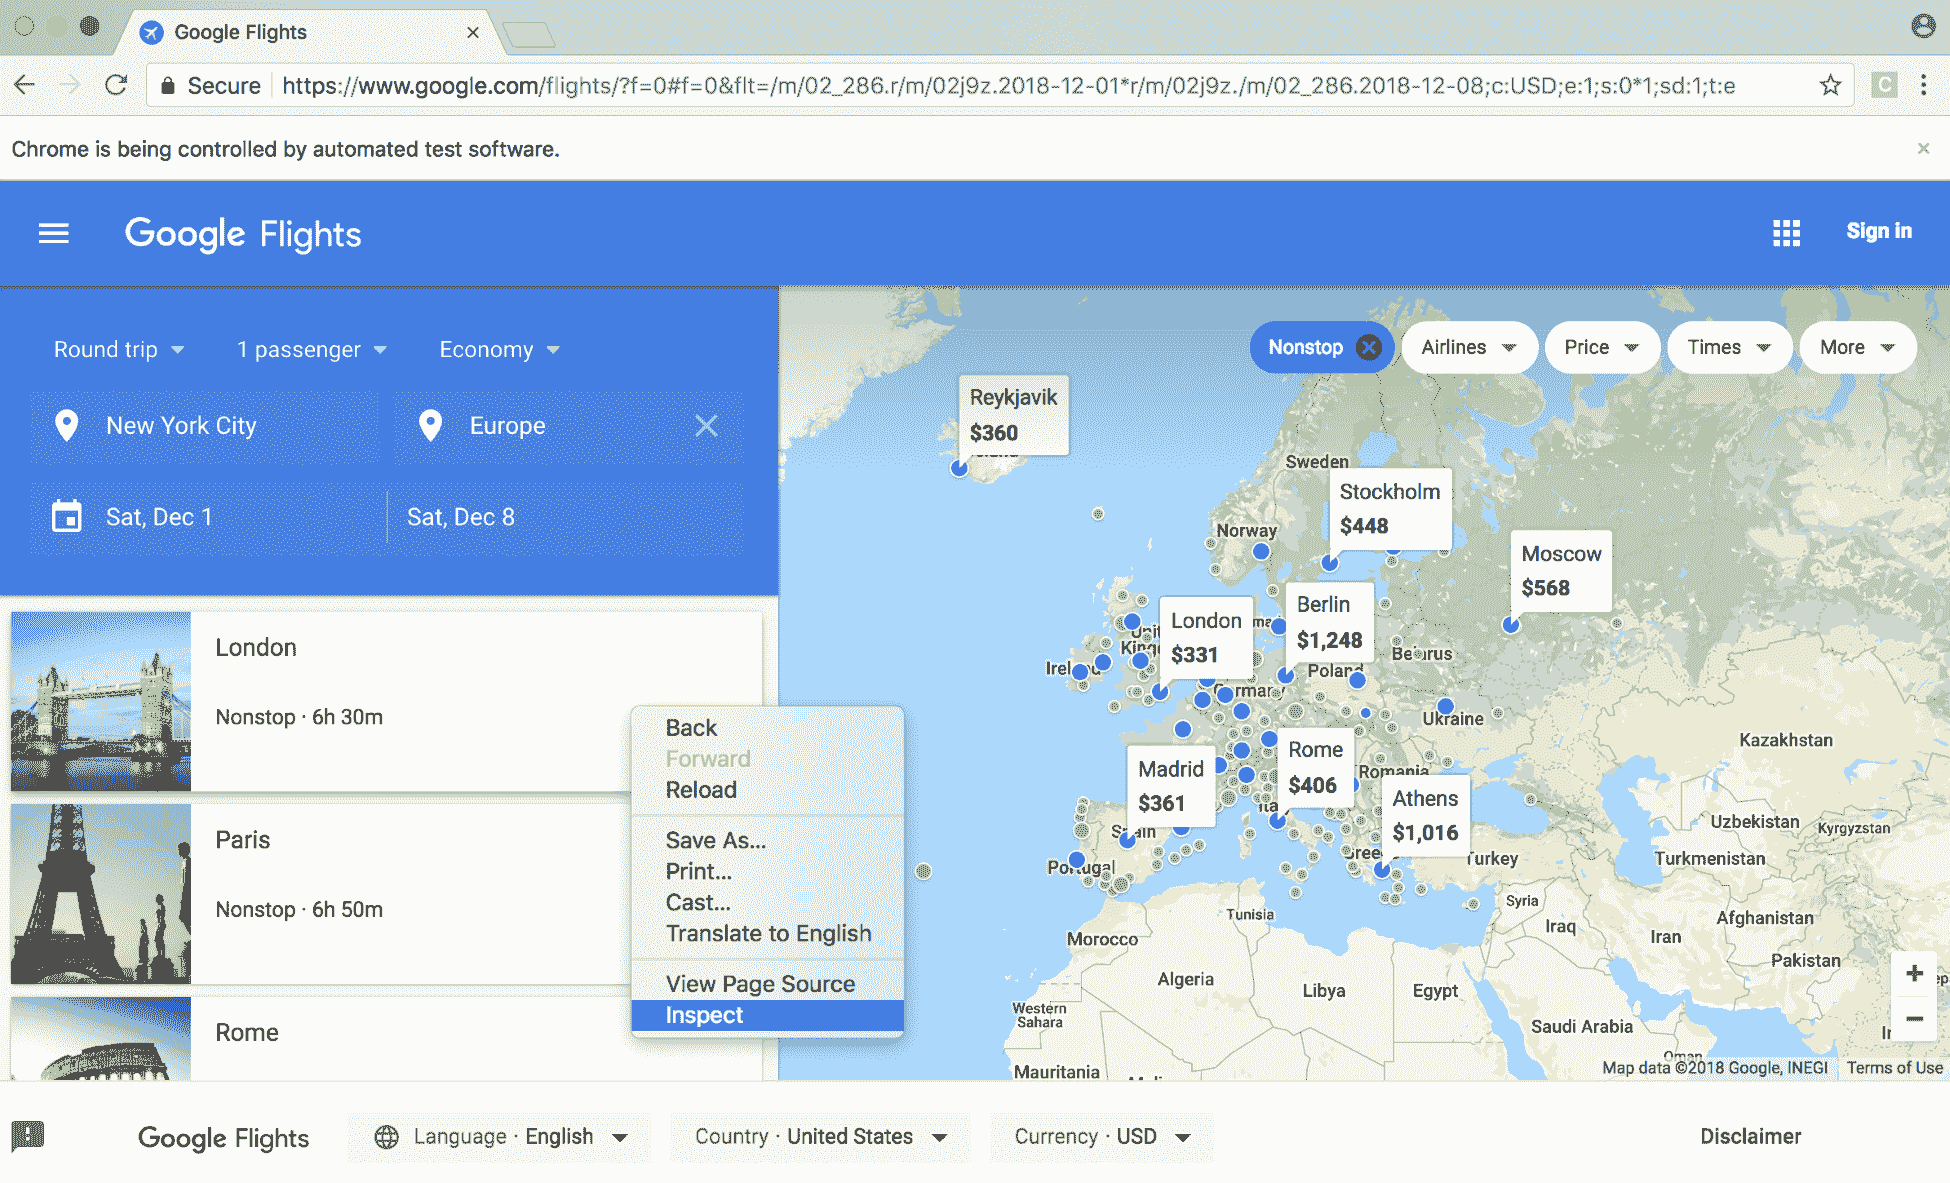 Google Flights
Secure
https://www.google.com/flights/?f=0#f=0&flt=/m/02_286.r/m/02j9z.2018-12-01*r/m/02j9z./m/02_286.2018-12-08;c:USD;e:1;s:0*1;sd:1;t:e
C
Chrome is being controlled by automated test software.
Google Flights
Sign in
Round trip
1 passenger
Economy
New York City
Europe
Sat, Dec 1
Sat, Dec 8
London
Nonstop · 6h 30m
Paris
Nonstop · 6h 50m
Rome
Back
Forward
Reload
Save As...
Print...
Cast...
Translate to English
View Page Source
Inspect
Nonstop
Airlines
Price
Times
More
Reykjavik
$360
Sweden
Stockholm
$448
Norway
Moscow
$568
Berlin
$1,248
London
$331
Belarus
Poland
Ukraine
Kazakhstan
Rome
$406
Madrid
$361
Romania
Athens
$1,016
Spain
Portugal
Turkey
Uzbekistan
Kyrgyzstan
Turkmenistan
Syria
Tunisia
Iraq
Afghanistan
Iran
Morocco
Pakistan
Algeria
Libya
Egypt
Western
Sahara
Saudi Arabia
Oman
Mauritania
Map data ©2018 Google, INEGI
Terms of Use
Google Flights
Language · English
Country · United States
Currency · USD
Disclaimer